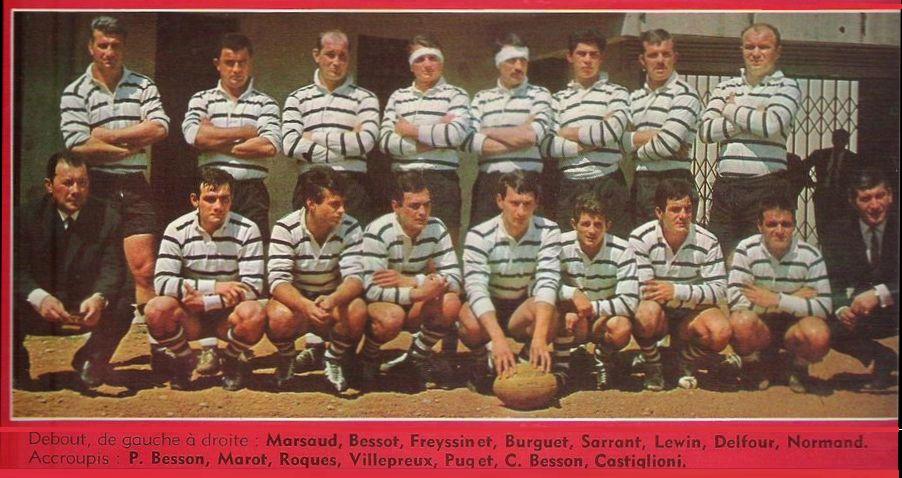 Debout, de gauche à droite : Marsaud, Bessot, Freyssinet, Burguet, Sarrant, Lewin, Delfour, Normand.
Accroupis : P. Besson, Marot, Roques, Villepreux, Puget, C. Besson, Castiglioni.